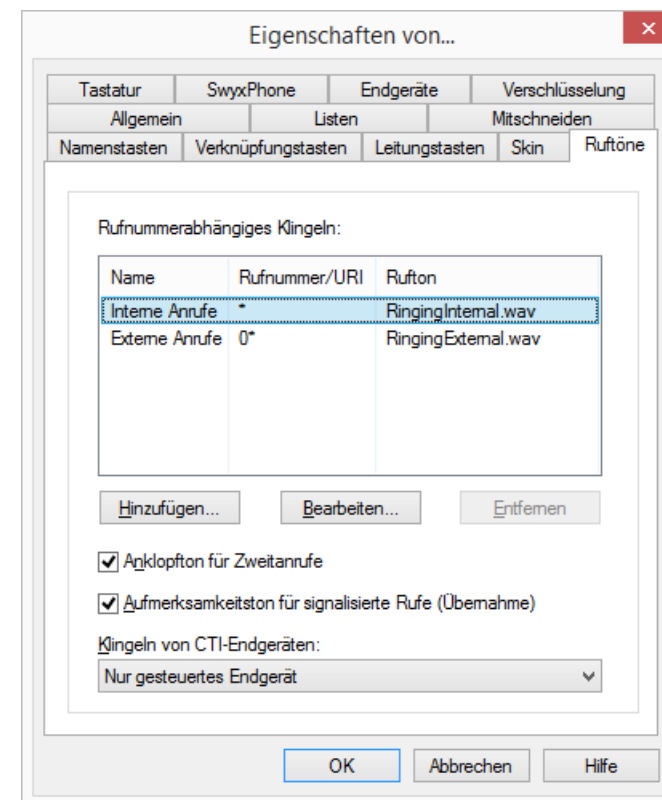 Eigenschaften von...
Tastatur SwyxPhone Endgeräte Verschlüsselung
Allgemein Listen Mitschneiden
Namenstasten Verknüpfungstasten Leitungstasten Skin Ruftöne
Rufnummerabhängiges Klingeln:
Name Rufnummer/URI Rufton
Interne Anrufe * RingingInternal.wav
Externe Anrufe 0* RingingExternal.wav
Hinzufügen... Bearbeiten... Entfernen
Anklopfton für Zweitanrufe
Aufmerksamkeitston für signalisierte Rufe (Übernahme)
Klingeln von CTI-Endgeräten:
Nur gesteuertes Endgerät
OK Abbrechen Hilfe